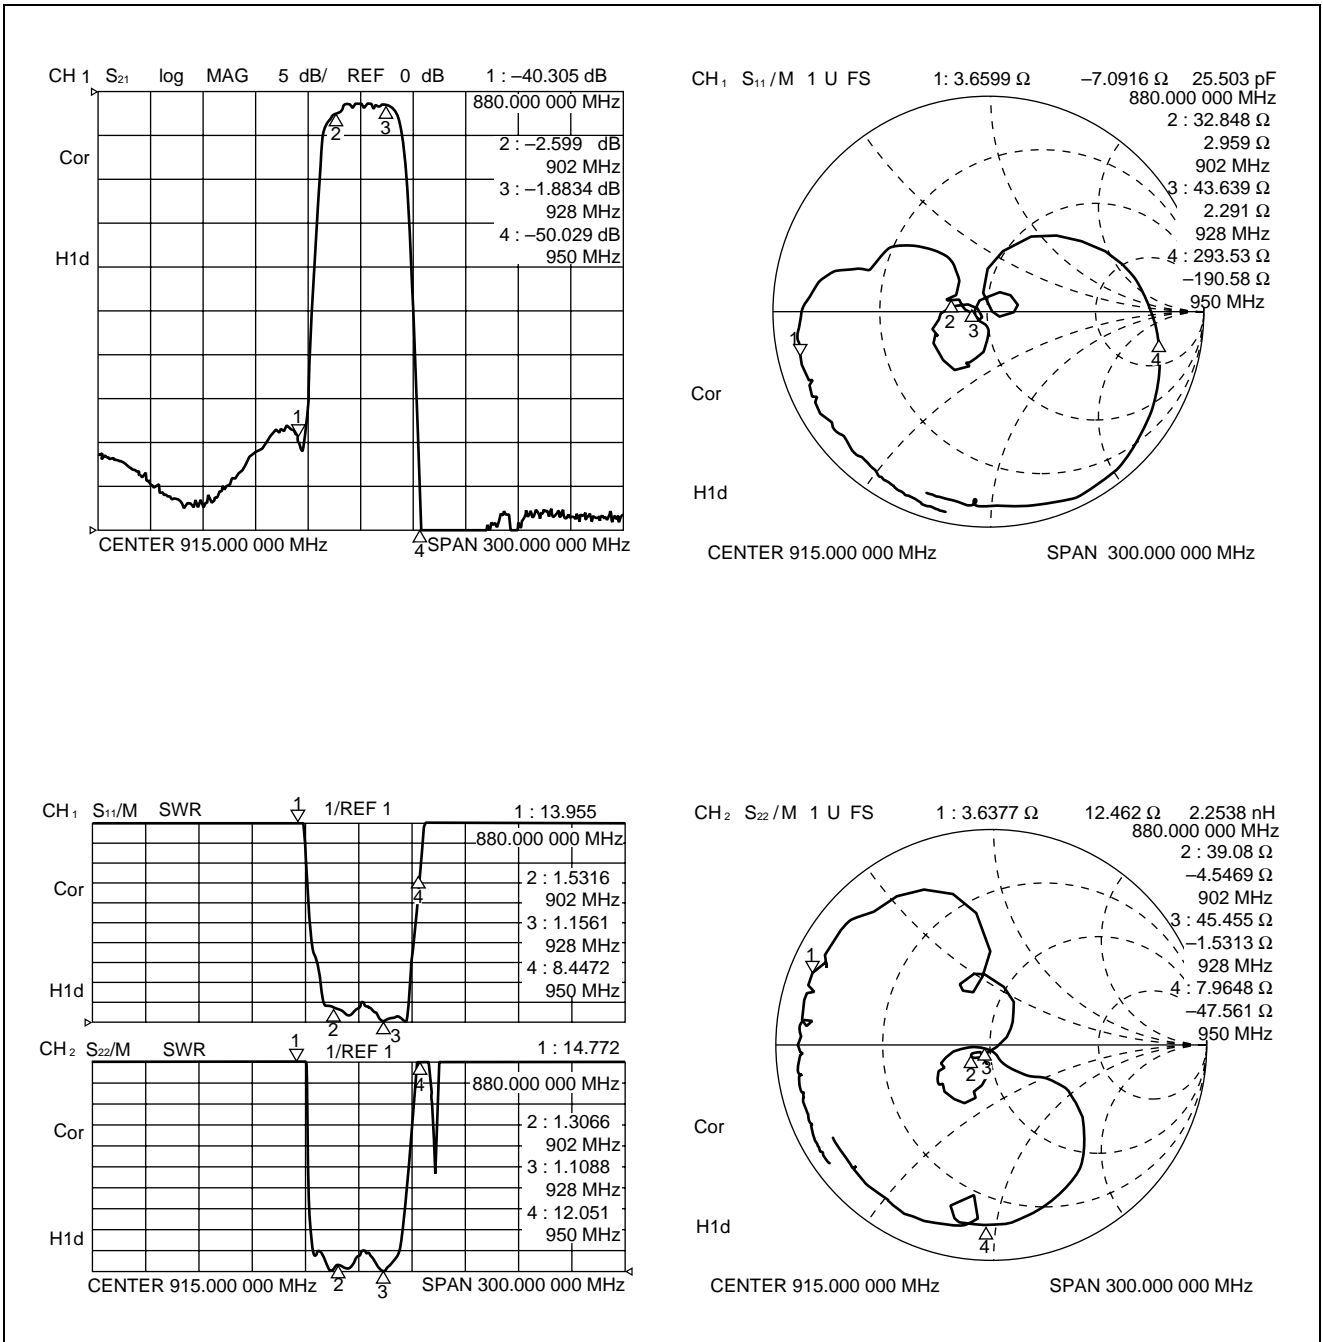 CH 1 S21 log MAG 5 dB/ REF 0 dB 1 : –40.305 dB
880.000 000 MHz
2 : –2.599 dB
902 MHz
3 : –1.8834 dB
928 MHz
4 : –50.029 dB
950 MHz
Cor
H1d
1
2
3
4
CENTER 915.000 000 MHz SPAN 300.000 000 MHz
CH1 S11/M 1 U FS 1: 3.6599 Ω –7.0916 Ω 25.503 pF
880.000 000 MHz
2 : 32.848 Ω
2.959 Ω
902 MHz
3 : 43.639 Ω
2.291 Ω
928 MHz
4 : 293.53 Ω
–190.58 Ω
950 MHz
1
2
3
4
Cor
H1d
CENTER 915.000 000 MHz SPAN 300.000 000 MHz
CH1 S11/M SWR 1/REF 1 1 : 13.955
880.000 000 MHz
2 : 1.5316
902 MHz
3 : 1.1561
928 MHz
4 : 8.4472
950 MHz
Cor
H1d
1
2
3
4
CH2 S22/M SWR 1/REF 1 1 : 14.772
880.000 000 MHz
2 : 1.3066
902 MHz
3 : 1.1088
928 MHz
4 : 12.051
950 MHz
Cor
H1d
1
2
3
4
CENTER 915.000 000 MHz SPAN 300.000 000 MHz
CH2 S22/M 1 U FS 1 : 3.6377 Ω 12.462 Ω 2.2538 nH
880.000 000 MHz
2 : 39.08 Ω
–4.5469 Ω
902 MHz
3 : 45.455 Ω
–1.5313 Ω
928 MHz
4 : 7.9648 Ω
–47.561 Ω
950 MHz
1
2
3
4
Cor
H1d
CENTER 915.000 000 MHz SPAN 300.000 000 MHz